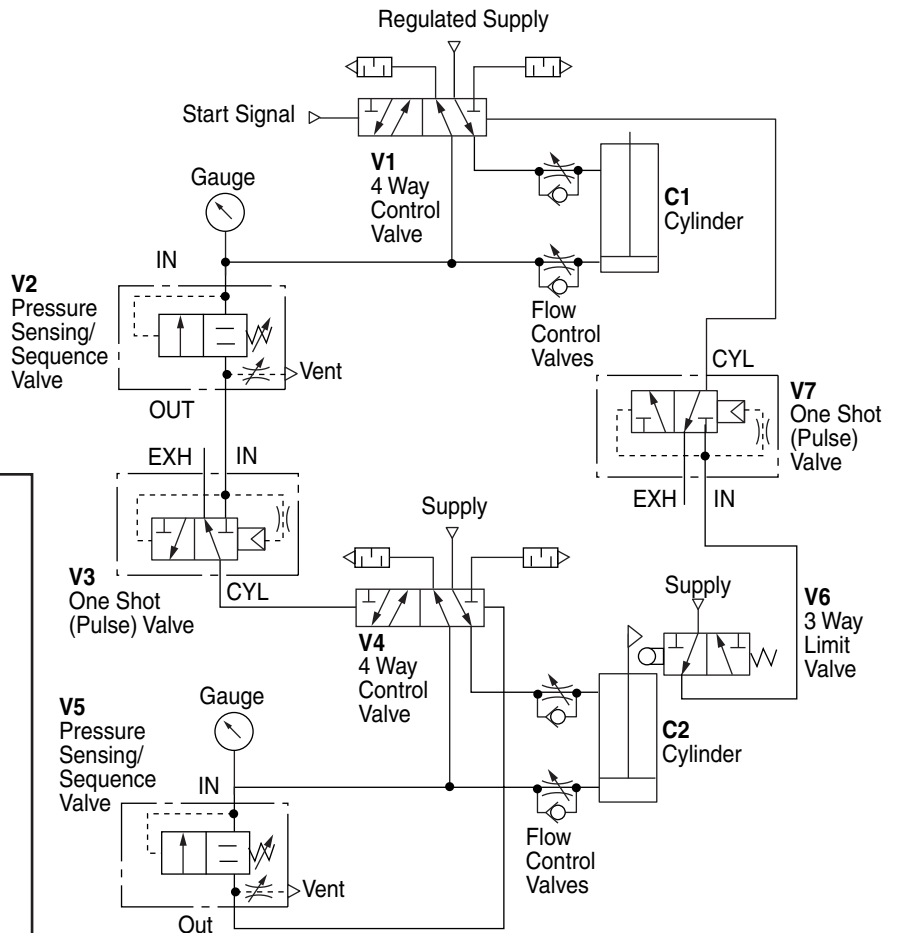 Regulated Supply
Start Signal
V1
4 Way
Control
Valve
Gauge
C1
Cylinder
IN
V2
Pressure
Sensing/
Sequence
Valve
Flow
Control
Valves
Vent
OUT
CYL
V7
One Shot
(Pulse)
Valve
EXH
IN
EXH
IN
Supply
V3
One Shot
(Pulse) Valve
CYL
Supply
V6
3 Way
Limit
Valve
V4
4 Way
Control
Valve
Gauge
V5
Pressure
Sensing/
Sequence
Valve
IN
C2
Cylinder
Flow
Control
Valves
Vent
Out